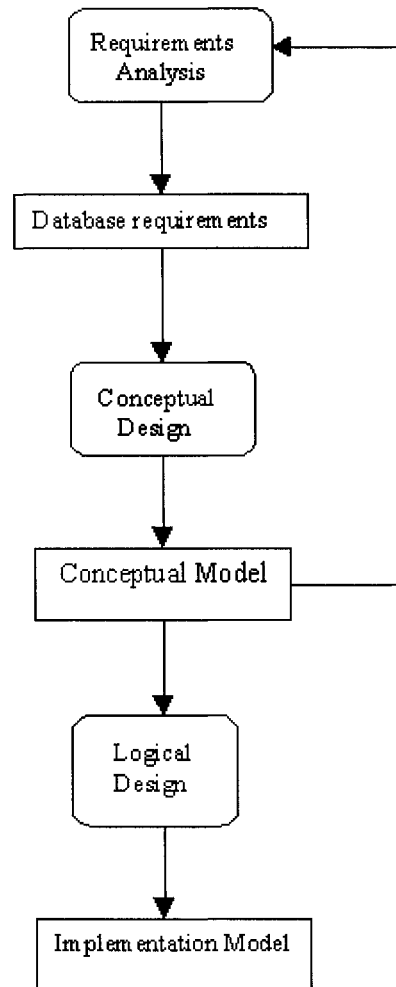 Requirements
Analysis
Database requirements
Conceptual
Design
Conceptual Model
Logical
Design
Implementation Model